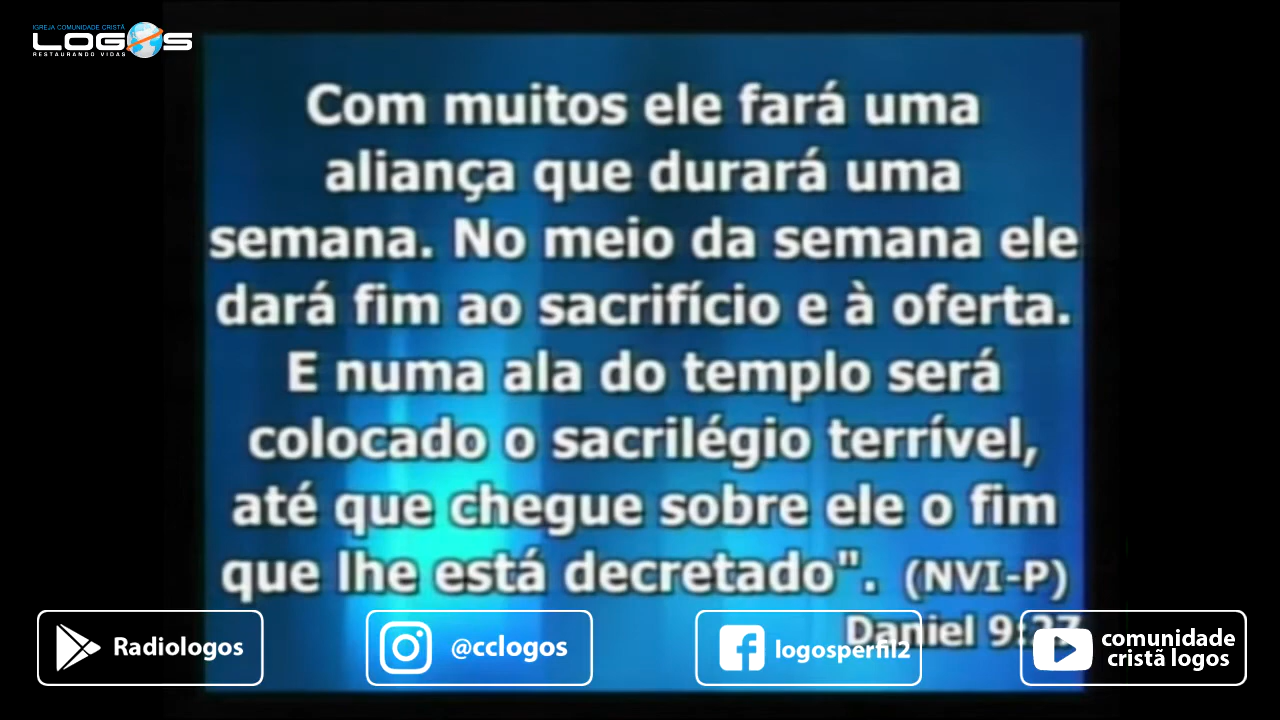 IGREJA COMUNIDADE CRISTÃ
LOGOS
RESTAURANDO VIDAS
Com muitos ele fará uma
aliança que durará uma
semana. No meio da semana ele
dará fim ao sacrifício e à oferta.
E numa ala do templo será
colocado o sacrilégio terrível,
até que chegue sobre ele o fim
que lhe está decretado". (NVI-P)
Daniel 9:27
Radiologos
@cclogos
logosperfil2
comunidade
cristã logos